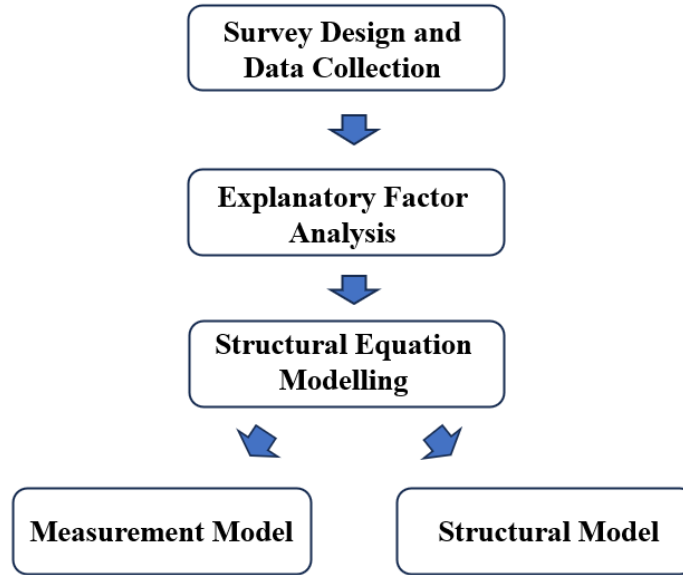 Survey Design and
Data Collection
Explanatory Factor
Analysis
Structural Equation
Modelling
Measurement Model
Structural Model